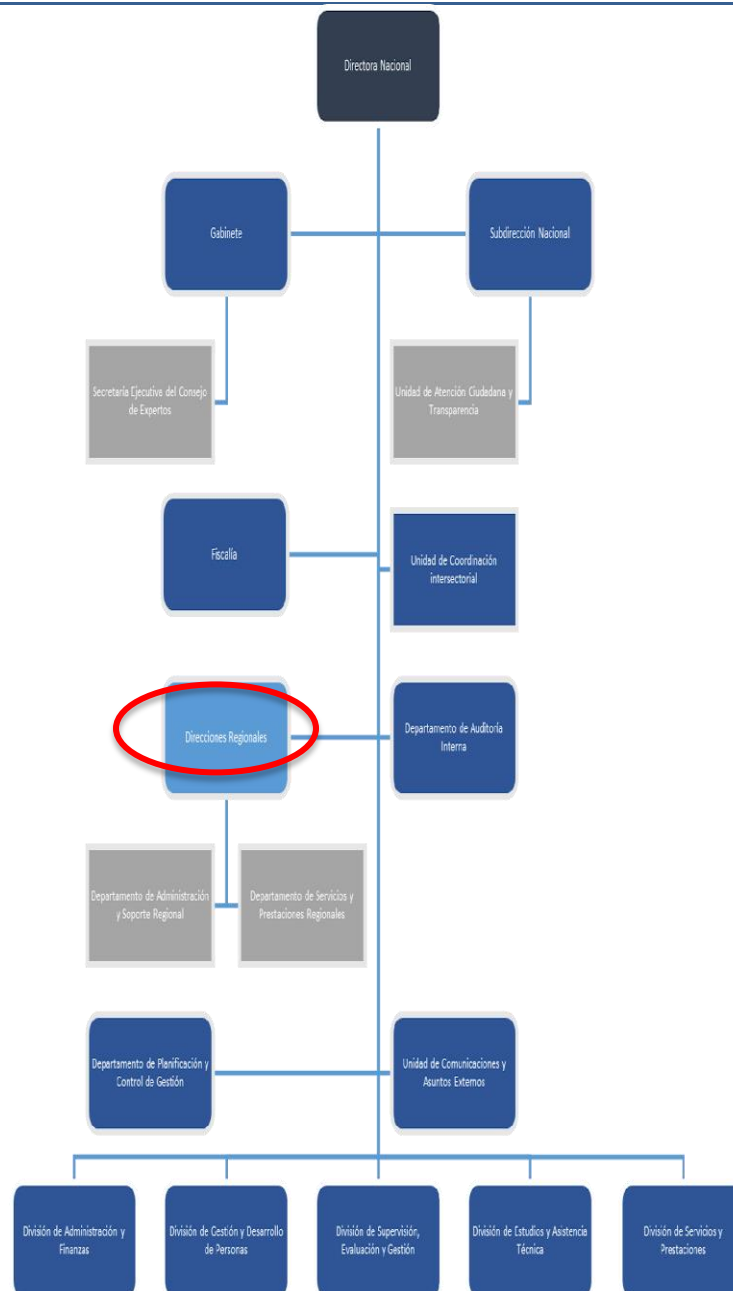 Directora Nacional
Gabinete
Subdirección Nacional
Secretaría Ejecutiva del Consejo
de Expertos
Unidad de Atención Ciudadana y
Transparencia
Fiscalía
Unidad de Coordinación
intersectorial
Direcciones Regionales
Departamento de Auditoría
Interna
Departamento de Administración
y Soporte Regional
Departamento de Servicios y
Prestaciones Regionales
Departamento de Planificación y
Control de Gestión
Unidad de Comunicaciones y
Asuntos Externos
División de Administración y
Finanzas
División de Gestión y Desarrollo
de Personas
División de Supervisión,
Evaluación y Gestión
División de Estudios y Asistencia
Técnica
División de Servicios y
Prestaciones